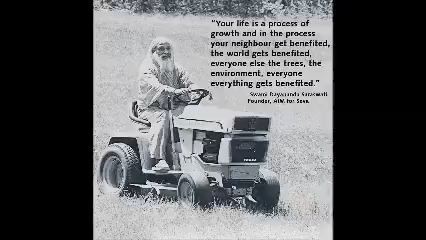 "Your life is a process of
growth and in the process
your neighbour get benefited,
the world gets benefited,
everyone else the trees, the
environment, everyone
everything gets benefited."
Swami Dayananda Saraswati
Founder, AIM for Seva.